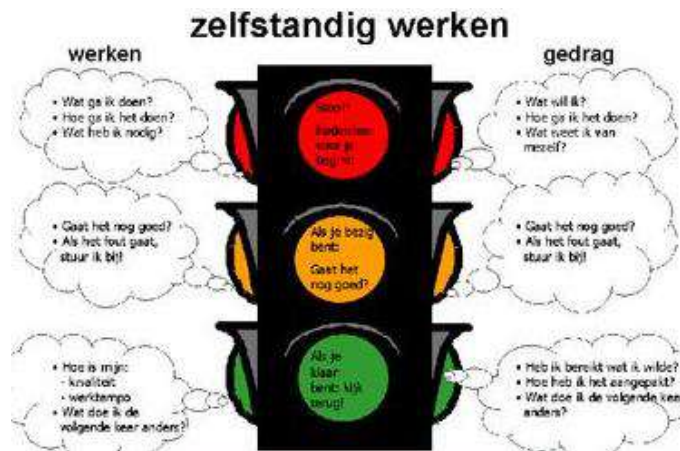 zelfstandig werken
werken
gedrag
• Wat ga ik doen?
• Hoe ga ik het doen?
• Wat heb ik nodig?
Stop!
voor je
• Wat wil ik?
• Hoe ga ik het doen?
• Wat weet ik van
mezelf?
• Gaat het nog goed?
• Als het fout gaat,
stuur ik bij!
Als je bezig
bent:
Gaat het
nog goed?
• Gaat het nog goed?
• Als het fout gaat,
stuur ik bij!
• Hoe is mijn:
- kwaliteit
- werktempo
• Wat doe ik de
volgende keer anders?
Als je
klaar
bent: kijk
terug!
• Heb ik bereikt wat ik wilde?
• Hoe heb ik het aangepakt?
• Wat doe ik de volgende keer
anders?